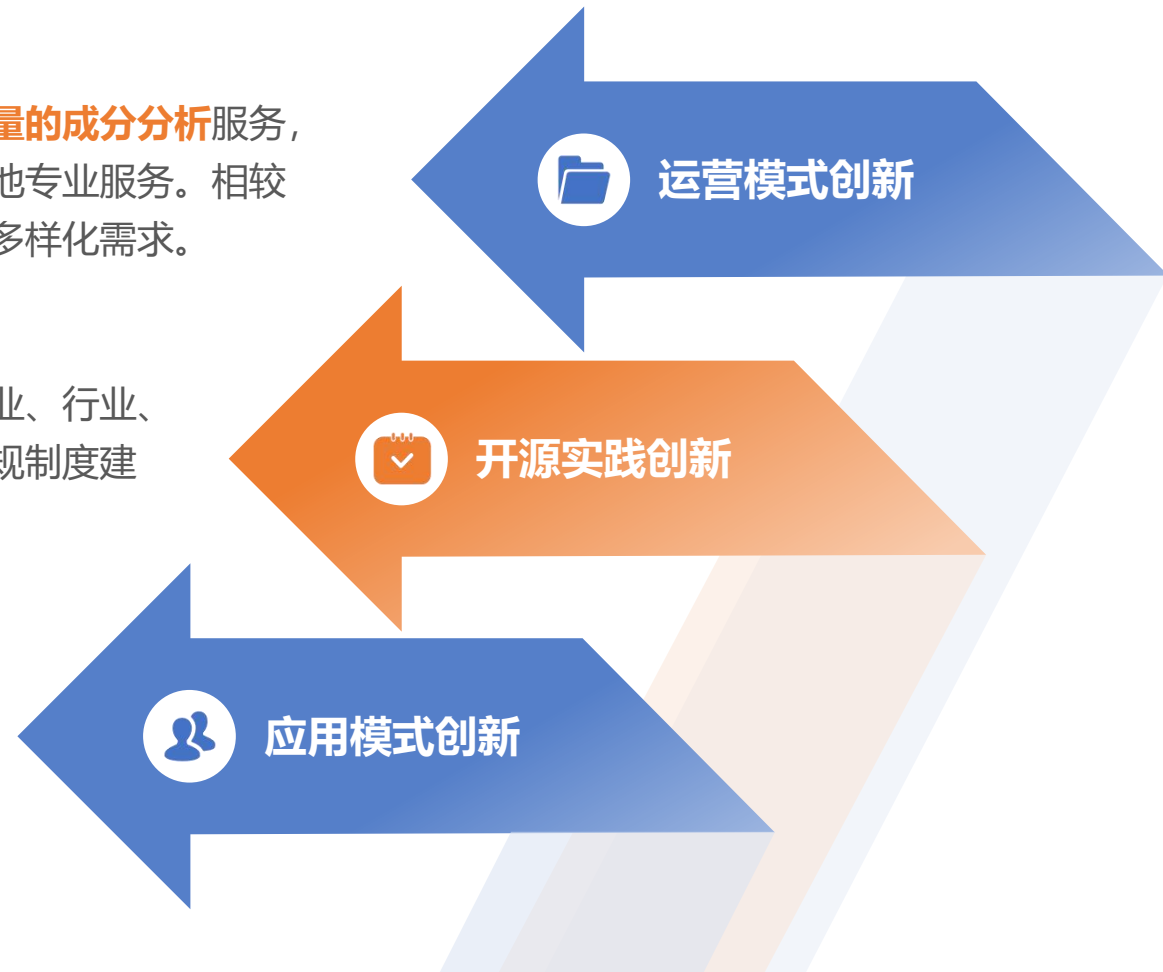 量的成分分析服务，
他专业服务。相较
多样化需求。
运营模式创新
业、行业、
规制度建
开源实践创新
应用模式创新